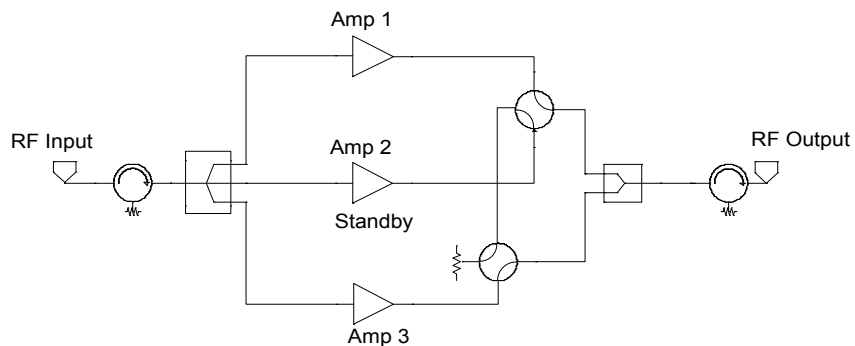 Amp 1
RF Input
Amp 2
RF Output
Standby
Amp 3